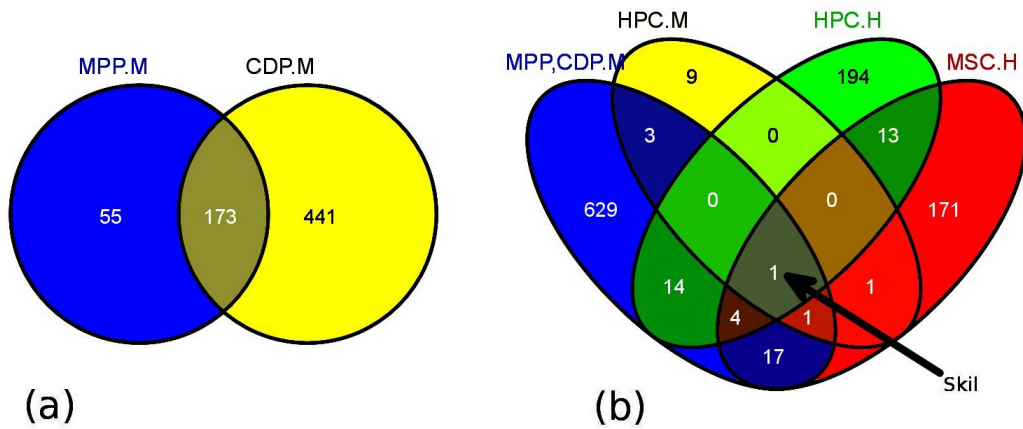 MPP.M CDP.M
55 173 441
(a)
HPC.M HPC.H
MPP,CDP.M MSC.H
9 194
3 0 13
629 0 0 171
14 1 1
4 1
17
Skil
(b)